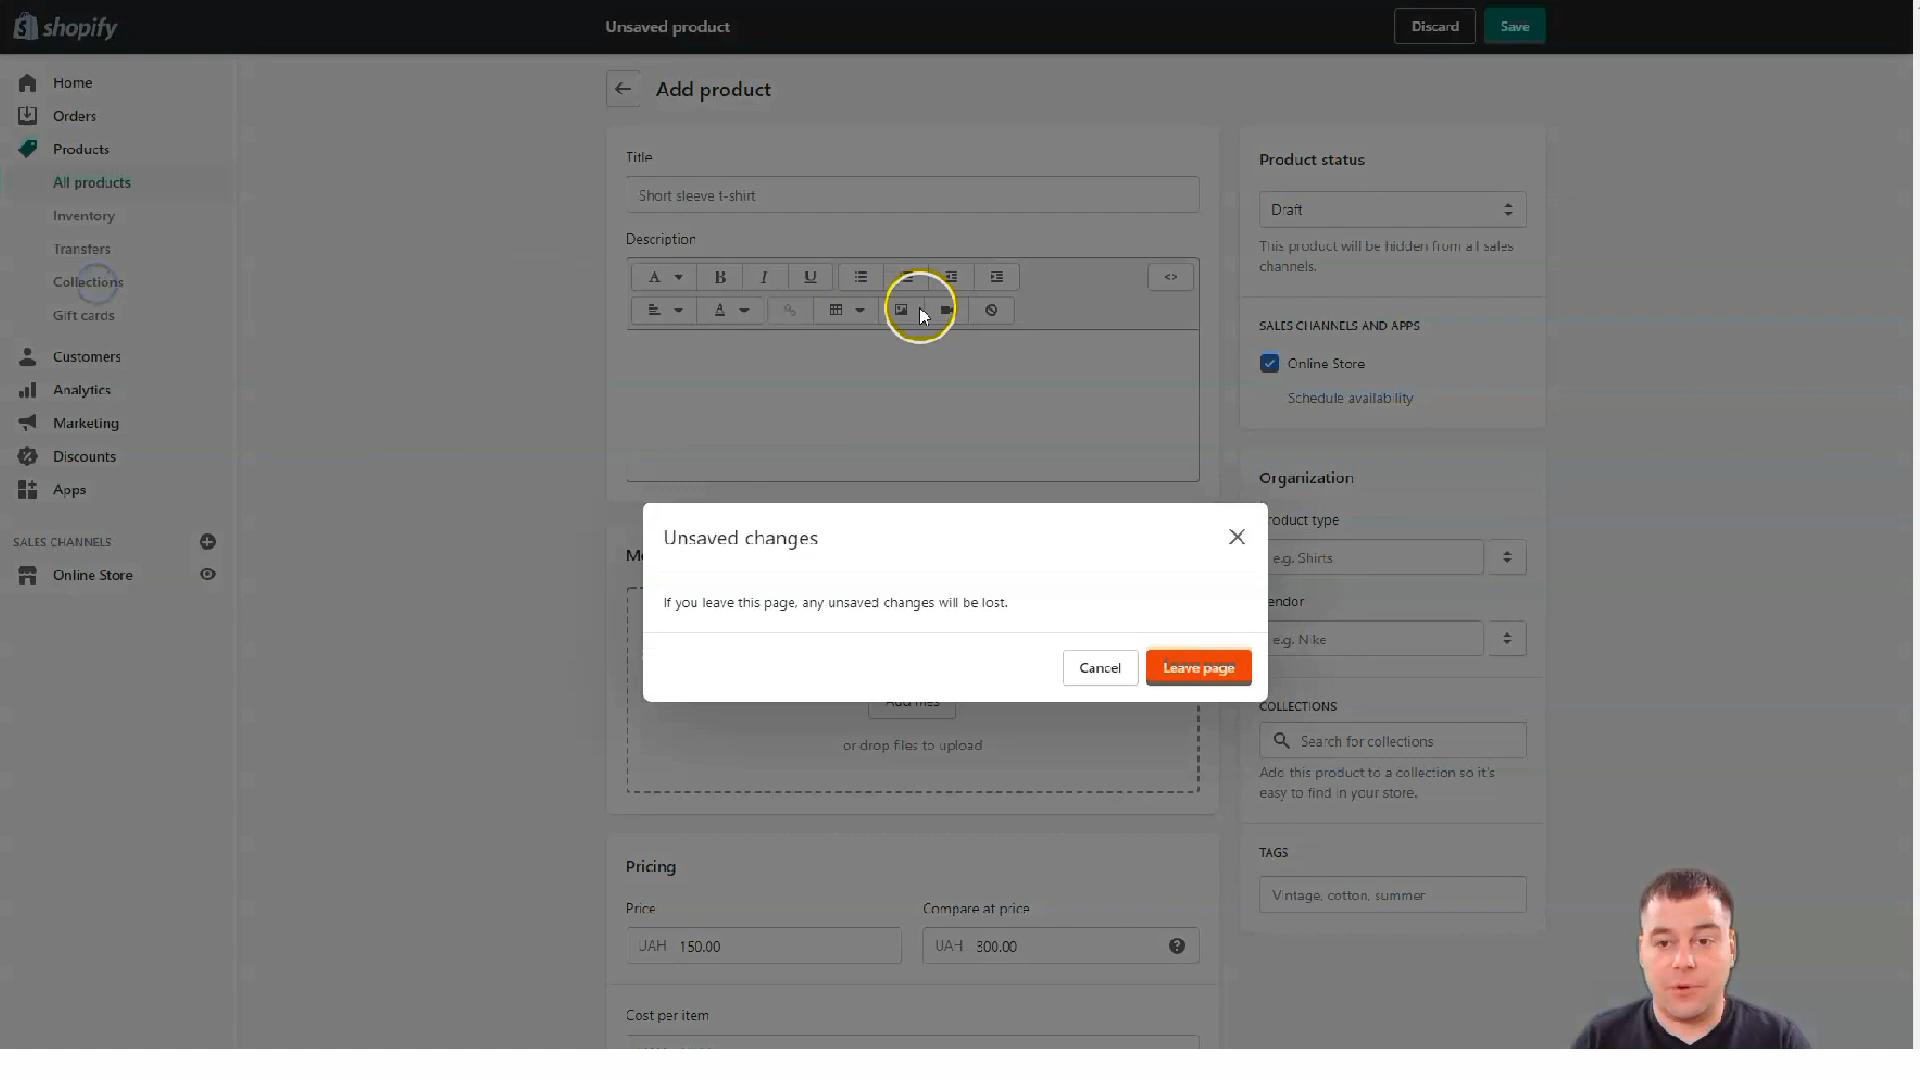 shopify
Unsaved product
Discard
Save
Home
Orders
Products
All products
Inventory
Transfers
Collections
Gift cards
Customers
Analytics
Marketing
Discounts
Apps
SALES CHANNELS
Online Store
Add product
Title
Short sleeve t-shirt
Description
A
B
I
U
<>
A
Unsaved changes
If you leave this page, any unsaved changes will be lost.
Cancel
Leave page
or drop files to upload
Pricing
Price
Compare at price
UAH 150.00
UAH 300.00
Cost per item
Product status
Draft
This product will be hidden from all sales
channels.
SALES CHANNELS AND APPS
Online Store
Schedule availability
Organization
roduct type
e.g. Shirts
endor
e.g. Nike
COLLECTIONS
Search for collections
Add this product to a collection so it's
easy to find in your store.
TAGS
Vintage, cotton, summer